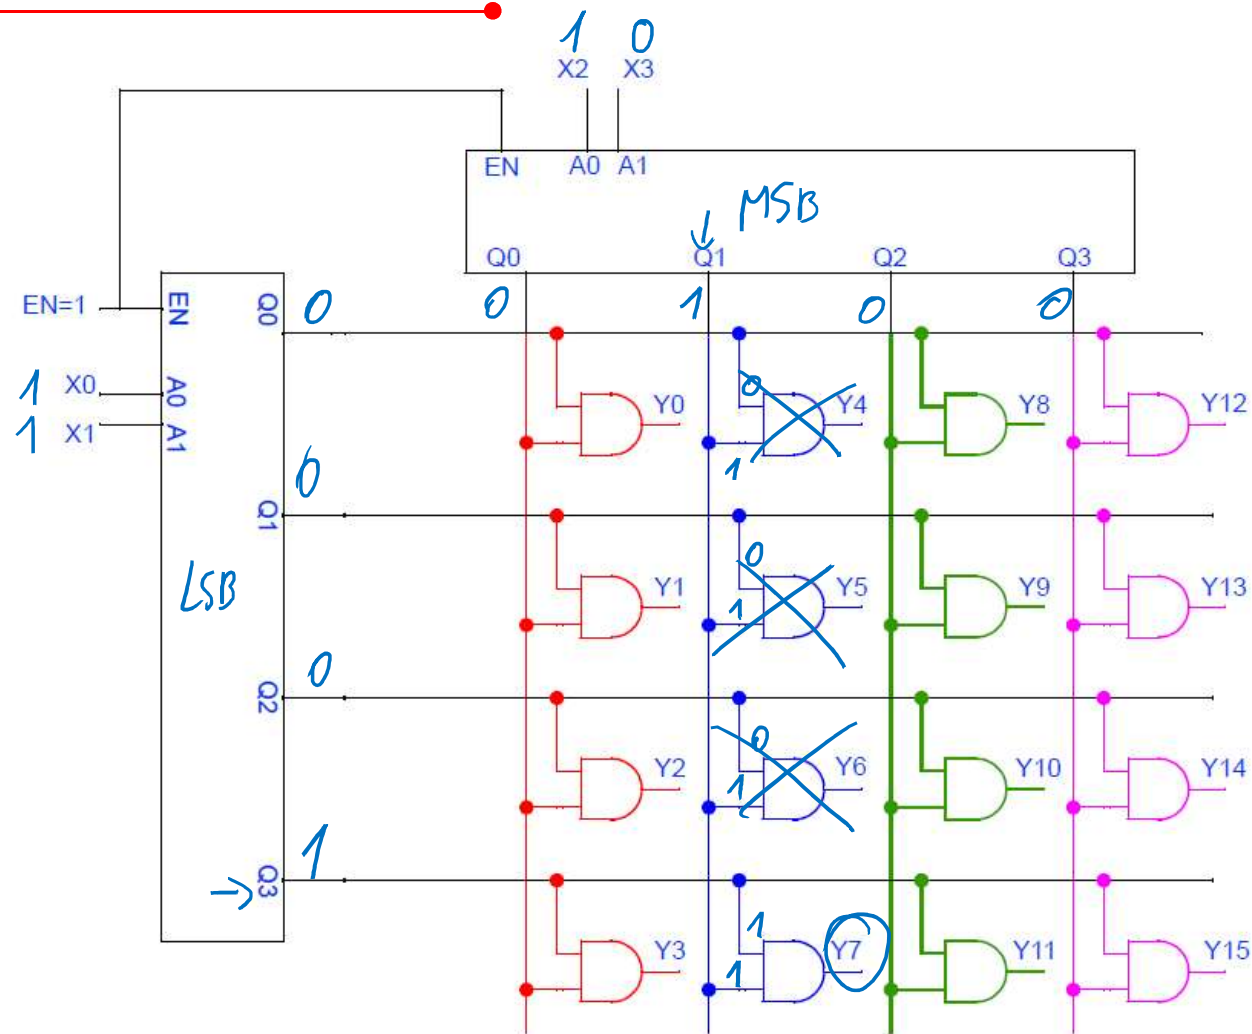 1 0
X2 X3
EN A0 A1
MSB
Q0 Q1 Q2 Q3
EN=1 EN Q0 0 0 1 0 0
1 X0 A0
1 X1 A1
0 Y0 Y4 Y8 Y12
1
0
Q1
0
LSB Y1 1 Y5 Y9 Y13
0
Q2
0
Y2 1 Y6 Y10 Y14
1
Q3
1
Y3 1 Y7 Y11 Y15